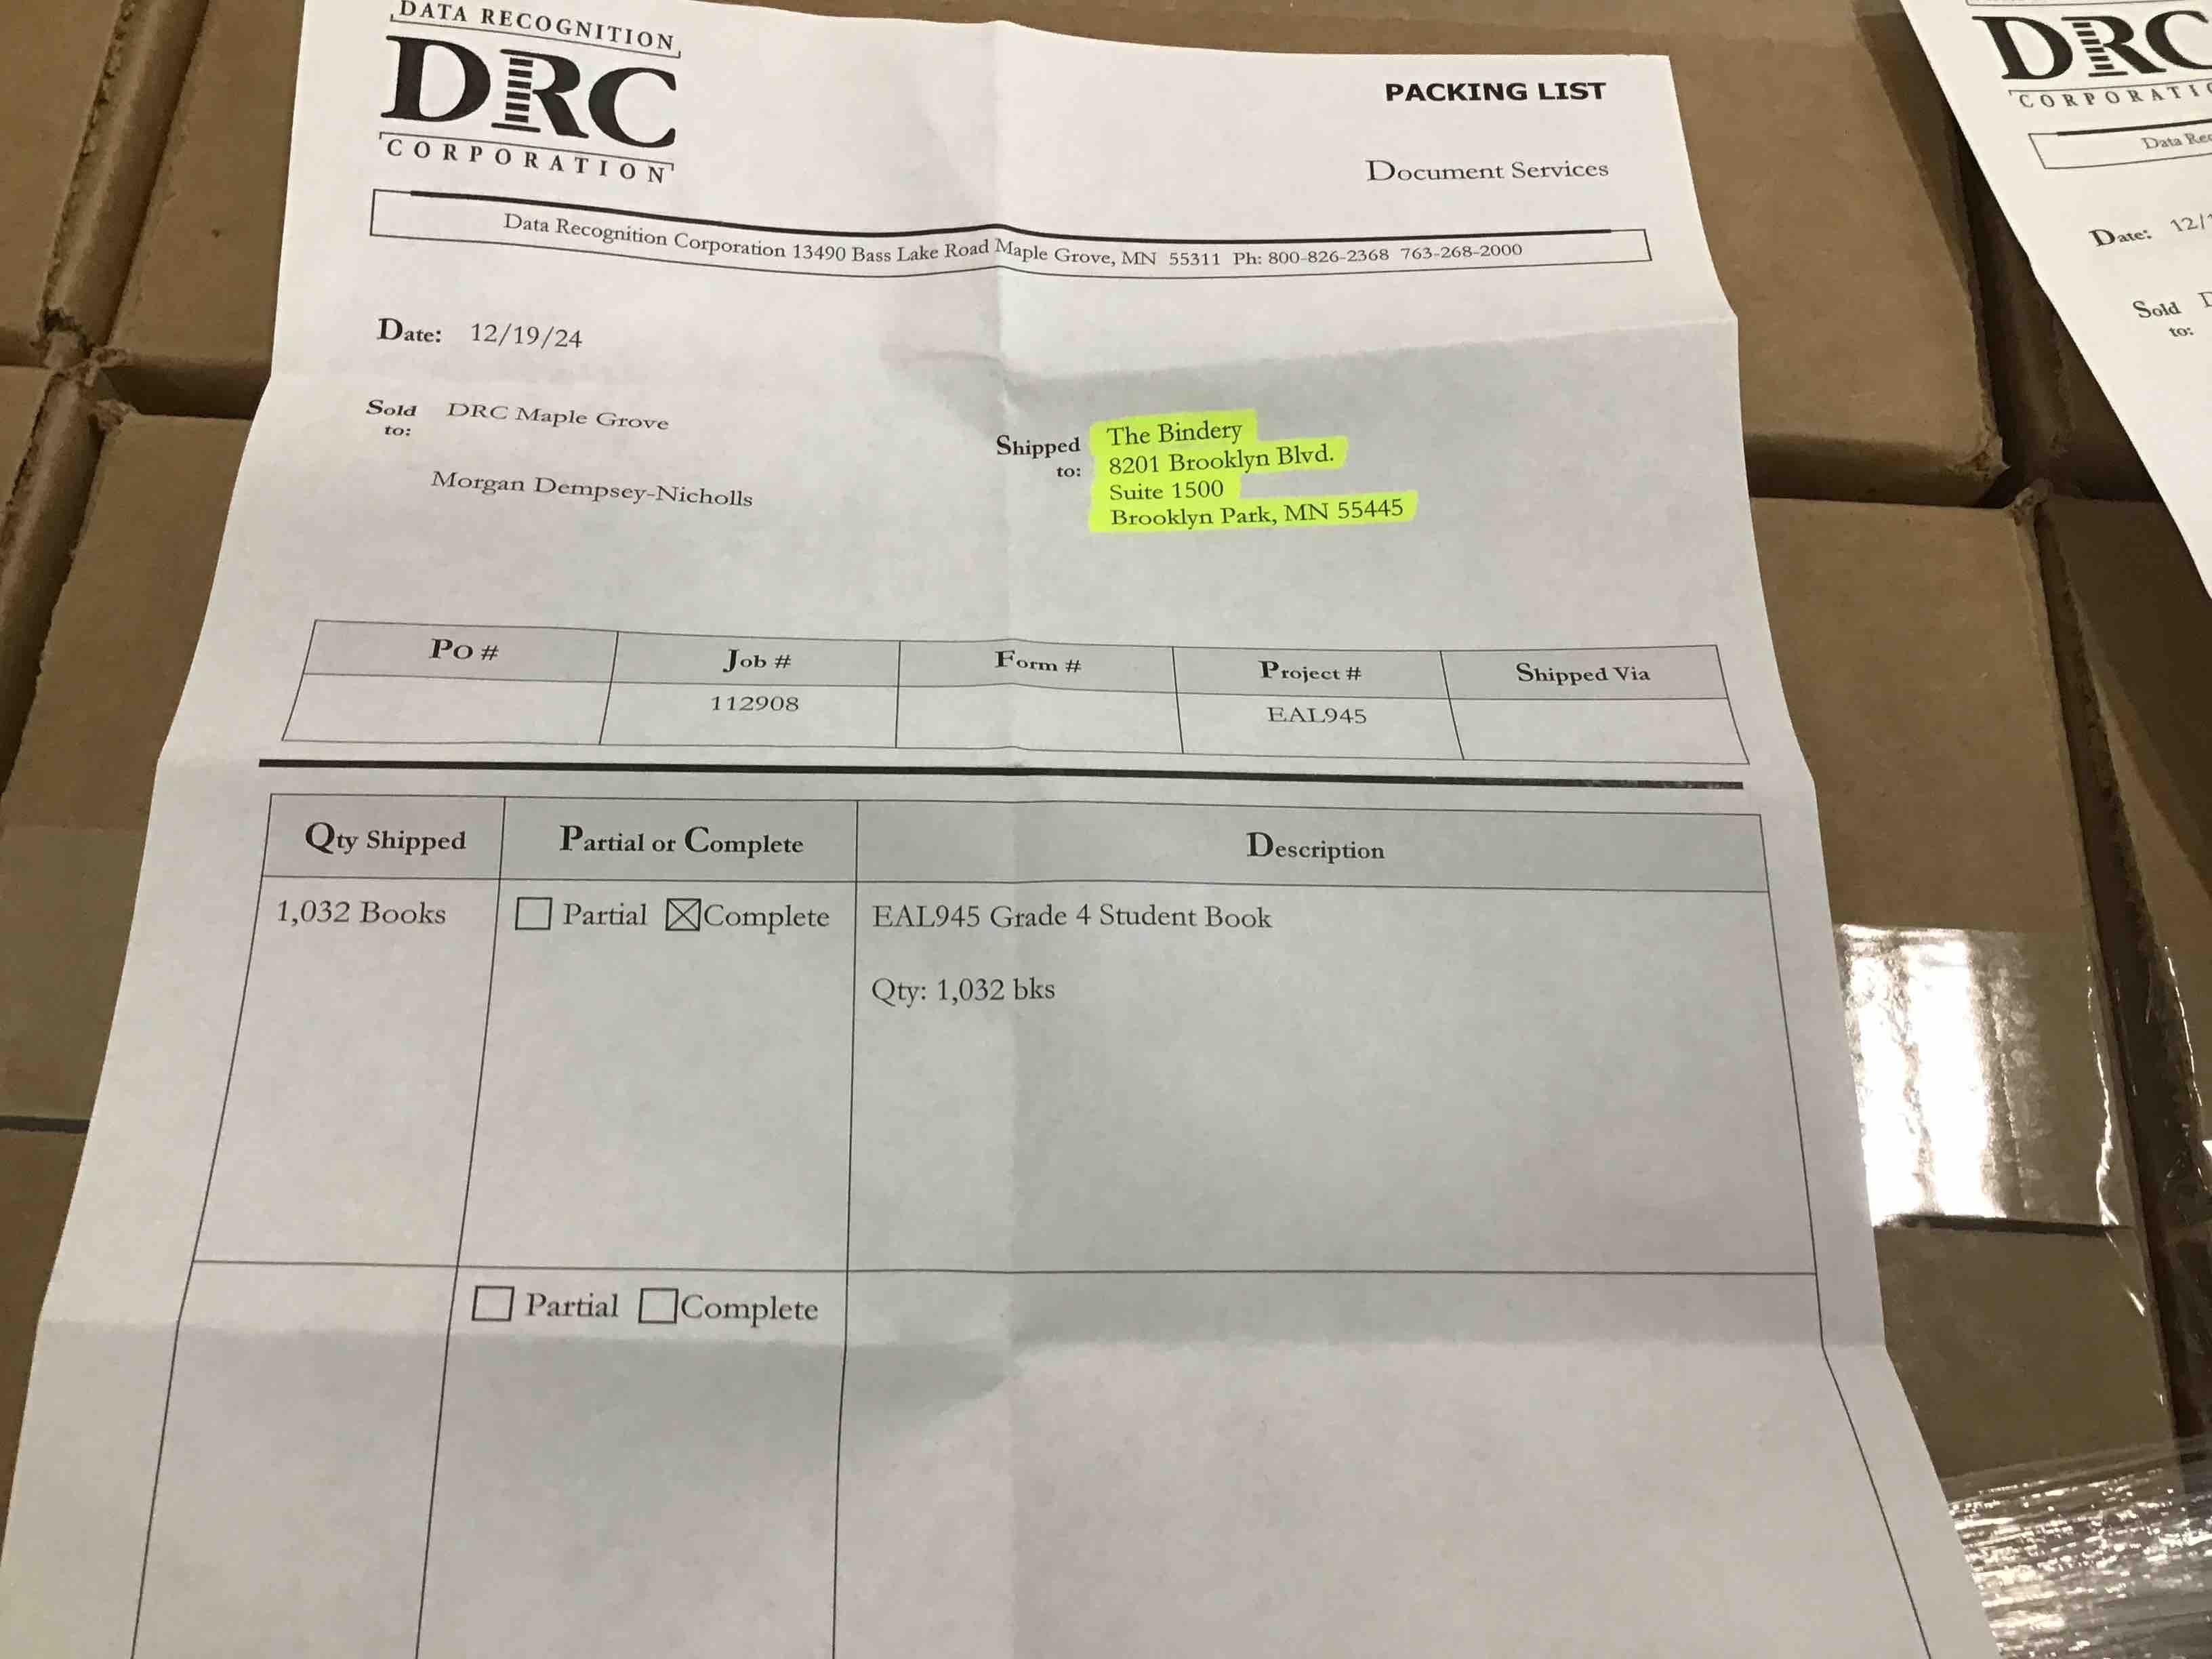 DATA RECOGNITION
DRC
CORPORATION
PACKING LIST
Document Services
Data Recognition Corporation 13490 Bass Lake Road Maple Grove, MN 55311 Ph: 800-826-2368 763-268-2000
Date: 12/19/24
Sold to: DRC Maple Grove
Morgan Dempsey-Nicholls
Shipped to: The Bindery
8201 Brooklyn Blvd.
Suite 1500
Brooklyn Park, MN 55445
Po # Job # Form # Project # Shipped Via
112908 EAL945
Qty Shipped Partial or Complete Description
1,032 Books Partial Complete EAL945 Grade 4 Student Book
Qty: 1,032 bks
Partial Complete
DRC
Date:
Sold
to: